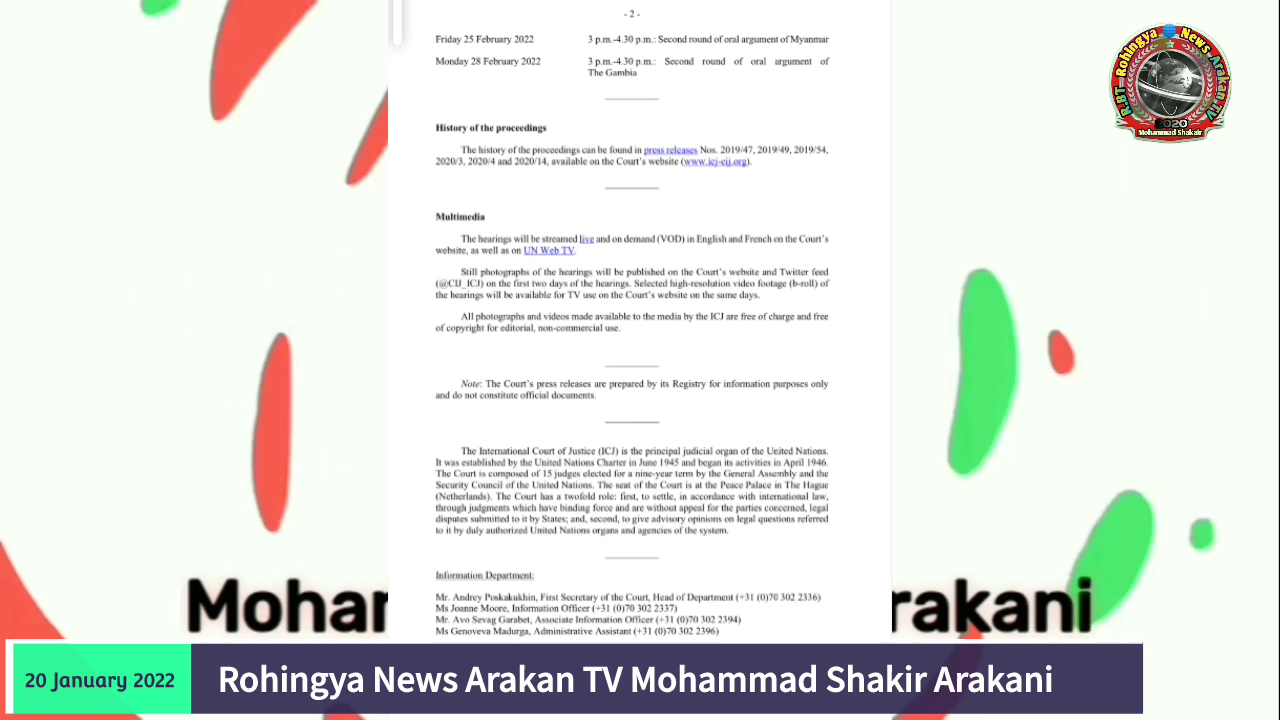 - 2 -
Friday 25 February 2022 3 p.m.-4.30 p.m.: Second round of oral argument of Myanmar
Monday 28 February 2022 3 p.m.-4.30 p.m.: Second round of oral argument of
The Gambia
History of the proceedings
The history of the proceedings can be found in press releases Nos. 2019/47, 2019/49, 2019/54,
2020/3, 2020/4 and 2020/14, available on the Court's website (www.icj-cij.org).
Multimedia
The hearings will be streamed live and on demand (VOD) in English and French on the Court's
website, as well as on UN Web TV.
Still photographs of the hearings will be published on the Court's website and Twitter feed
(@CIJ_ICJ) on the first two days of the hearings. Selected high-resolution video footage (b-roll) of
the hearings will be available for TV use on the Court's website on the same days.
All photographs and videos made available to the media by the ICJ are free of charge and free
of copyright for editorial, non-commercial use.
Note: The Court's press releases are prepared by its Registry for information purposes only
and do not constitute official documents.
The International Court of Justice (ICJ) is the principal judicial organ of the United Nations.
It was established by the United Nations Charter in June 1945 and began its activities in April 1946.
The Court is composed of 15 judges elected for a nine-year term by the General Assembly and the
Security Council of the United Nations. The seat of the Court is at the Peace Palace in The Hague
(Netherlands). The Court has a twofold role: first, to settle, in accordance with international law,
through judgments which have binding force and are without appeal for the parties concerned, legal
disputes submitted to it by States; and, second, to give advisory opinions on legal questions referred
to it by duly authorized United Nations organs and agencies of the system.
Information Department:
Mr. Andrey Poskakukhin, First Secretary of the Court, Head of Department (+31 (0)70 302 2336)
Ms Joanne Moore, Information Officer (+31 (0)70 302 2337)
Mr. Avo Sevag Garabet, Associate Information Officer (+31 (0)70 302 2394)
Ms Genoveva Madurga, Administrative Assistant (+31 (0)70 302 2396)
R.B.T-Rohingya News Arakan T.V
2020
Mohammad Shakair
Moha
rakani
20 January 2022
Rohingya News Arakan TV Mohammad Shakir Arakani